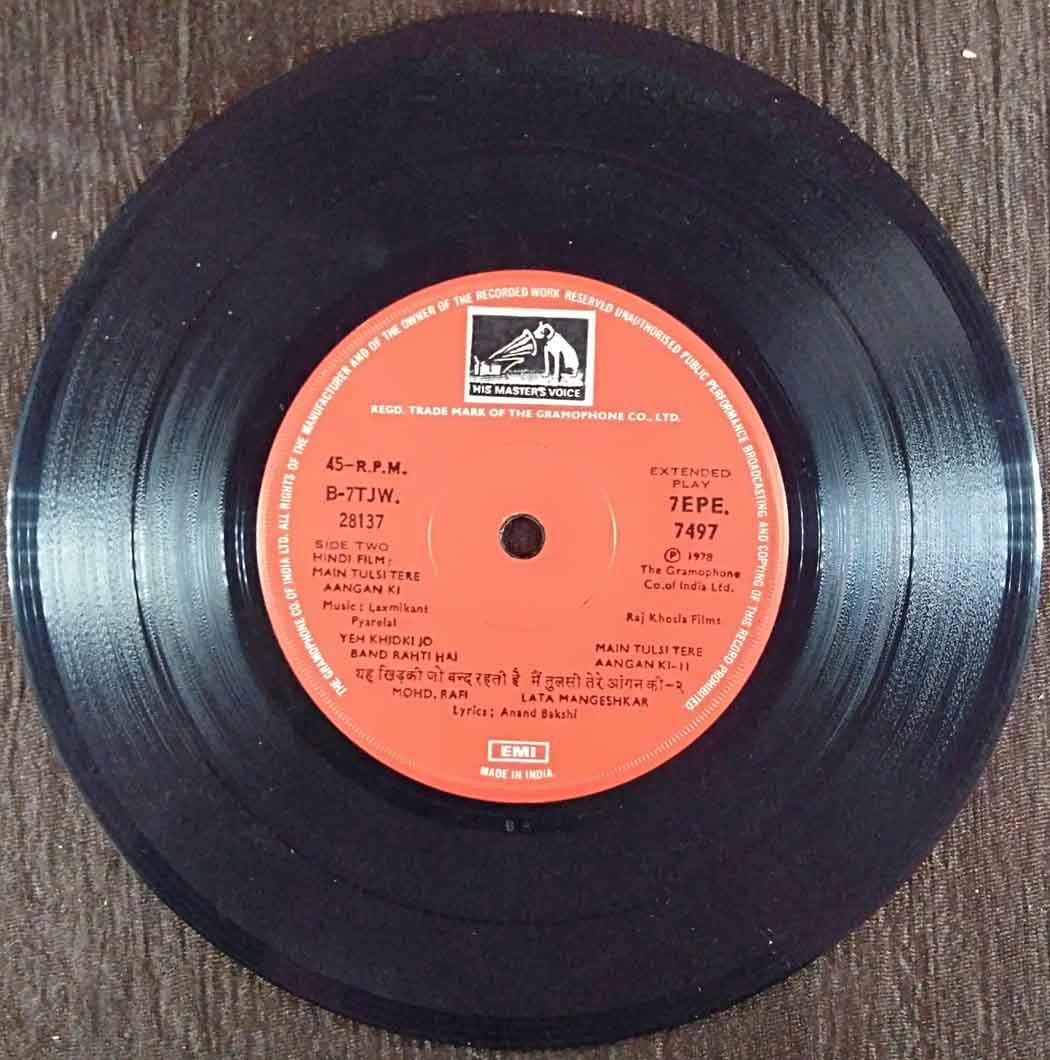 THE GRAMOPHONE CO. OF INDIA LTD. ALL RIGHTS OF THE MANUFACTURER AND OF THE OWNER OF THE RECORDED WORK RESERVED UNAUTHORISED PUBLIC PERFORMANCE BROADCASTING AND COPYING OF THIS RECORD PROHIBITED
HIS MASTER'S VOICE
REGD. TRADE MARK OF THE GRAMOPHONE CO., LTD.
45-R.P.M.
B-7TJW.
28137
SIDE TWO
HINDI FILM:
MAIN TULSI TERE
AANGAN KI
Music: Laxmikant
Pyarelal
EXTENDED
PLAY
7EPE.
7497
Ⓟ 1978
The Gramophone
Co.of India Ltd.
Raj Khosla Films
YEH KHIDKI JO
BAND RAHTI HAI
MAIN TULSI TERE
AANGAN KI-II
यह खिड़की जो बन्द रहती है मैं तुलसी तेरे आंगन की-२
MOHD. RAFI LATA MANGESHKAR
Lyrics; Anand Bakshi
EMI
MADE IN INDIA.